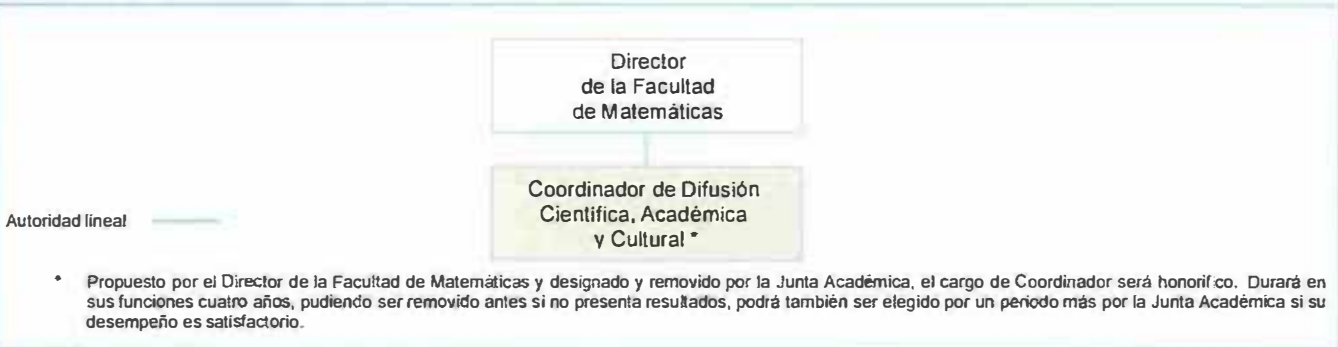 Director
de la Facultad
de Matemáticas
Coordinador de Difusión
Científica, Académica
y Cultural *
Autoridad lineal
* Propuesto por el Director de la Facultad de Matemáticas y designado y removido por la Junta Académica, el cargo de Coordinador será honorifico. Durará en
sus funciones cuatro años, pudiendo ser removido antes si no presenta resultados, podrá también ser elegido por un periodo más por la Junta Académica si su
desempeño es satisfactorio.